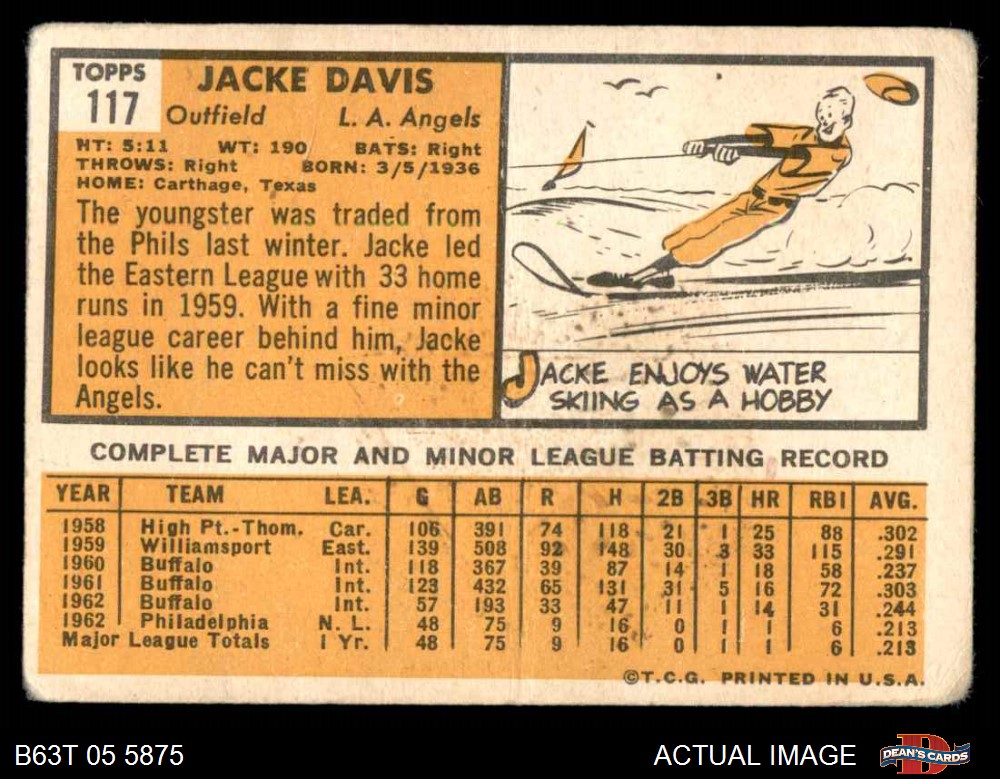 TOPPS
117
JACKE DAVIS
Outfield L. A. Angels
HT: 5:11 WT: 190 BATS: Right
THROWS: Right BORN: 3/5/1936
HOME: Carthage, Texas
The youngster was traded from
the Phils last winter. Jacke led
the Eastern League with 33 home
runs in 1959. With a fine minor
league career behind him, Jacke
looks like he can't miss with the
Angels.
JACKE ENJOYS WATER
SKIING AS A HOBBY
COMPLETE MAJOR AND MINOR LEAGUE BATTING RECORD
YEAR TEAM LEA. G AB R H 2B 3B HR RBI AVG.
1958 High Pt.-Thom. Car. 106 391 74 118 21 1 25 88 .302
1959 Williamsport East. 139 508 92 148 30 3 33 115 .291
1960 Buffalo Int. 118 367 39 87 14 1 18 58 .237
1961 Buffalo Int. 123 432 65 131 31 5 16 72 .303
1962 Buffalo Int. 57 193 33 47 11 1 14 31 .244
1962 Philadelphia N. L. 48 75 9 16 0 1 1 6 .213
Major League Totals 1 Yr. 48 75 9 16 0 1 1 6 .213
©T.C.G. PRINTED IN U.S.A.
B63T 05 5875 ACTUAL IMAGE DEAN'S CARDS